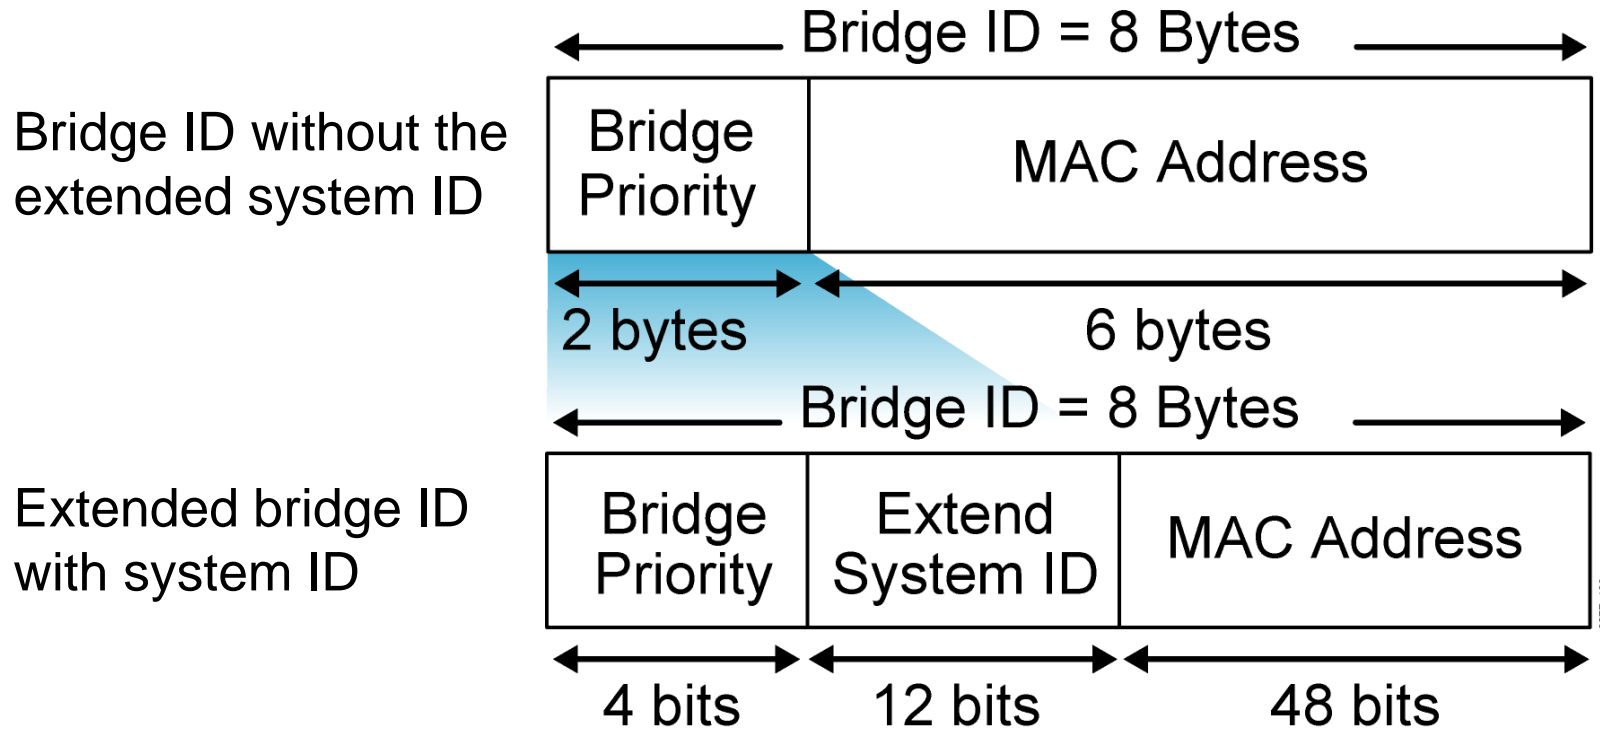 Bridge ID = 8 Bytes
Bridge ID without the
extended system ID
Bridge
Priority
MAC Address
2 bytes
6 bytes
Bridge ID = 8 Bytes
Extended bridge ID
with system ID
Bridge
Priority
Extend
System ID
MAC Address
4 bits
12 bits
48 bits